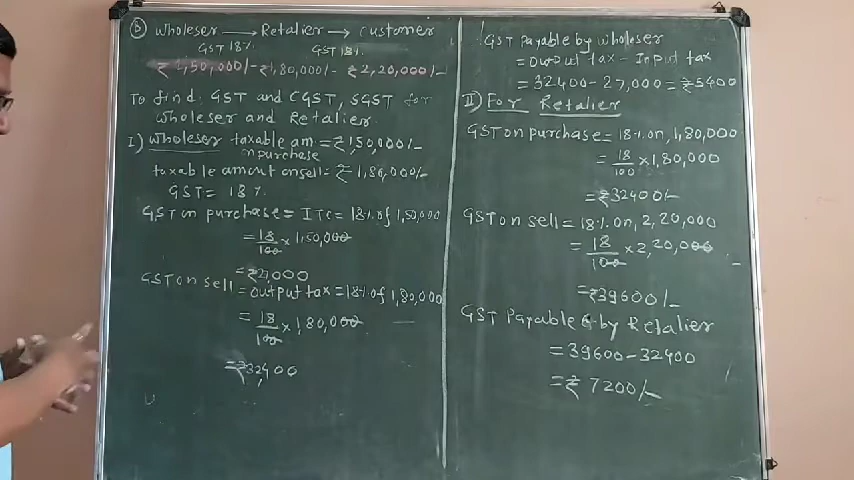 B) Wholeser → Retalier → Customer
GST 18% GST 18%
₹ 1,50,000/- ₹ 1,80,000/- ₹ 2,20,000/-
To find: GST and CGST, SGST for
wholeser and Retalier.
I) Wholeser taxable am. = ₹ 1,50,000/-
on purchase
taxable amount on sell = ₹ 1,80,000/-
GST = 18%
GST on purchase = ITC = 18% of 1,50,000
= 18/100 × 1,50,000
= ₹27,000
GST on sell
= output tax = 18% of 1,80,000
= 18/100 × 1,80,000
= ₹32,400
GST Payable by wholeser
= Output tax - Input tax
= 32400 - 27,000 = ₹5400
II) For Retalier
GST on purchase = 18% on, 1,80,000
= 18/100 × 1,80,000
= ₹32400/-
GST on sell = 18% on, 2,20,000
= 18/100 × 2,20,000
= ₹39600/-
GST Payable by Retalier
= 39600 - 32400
= ₹ 7200/-